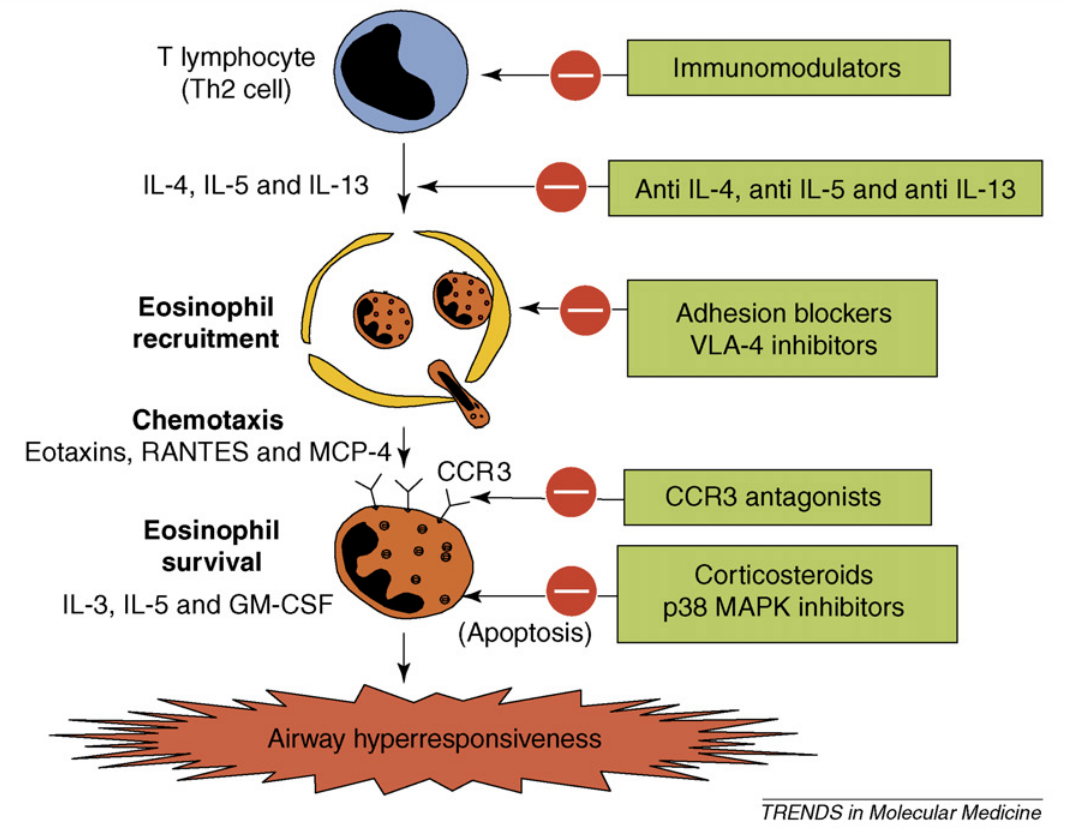 T lymphocyte
(Th2 cell)
Immunomodulators
IL-4, IL-5 and IL-13
Anti IL-4, anti IL-5 and anti IL-13
Eosinophil
recruitment
Adhesion blockers
VLA-4 inhibitors
Chemotaxis
Eotaxins, RANTES and MCP-4
CCR3
CCR3 antagonists
Eosinophil
survival
IL-3, IL-5 and GM-CSF
Corticosteroids
p38 MAPK inhibitors
(Apoptosis)
Airway hyperresponsiveness
TRENDS in Molecular Medicine